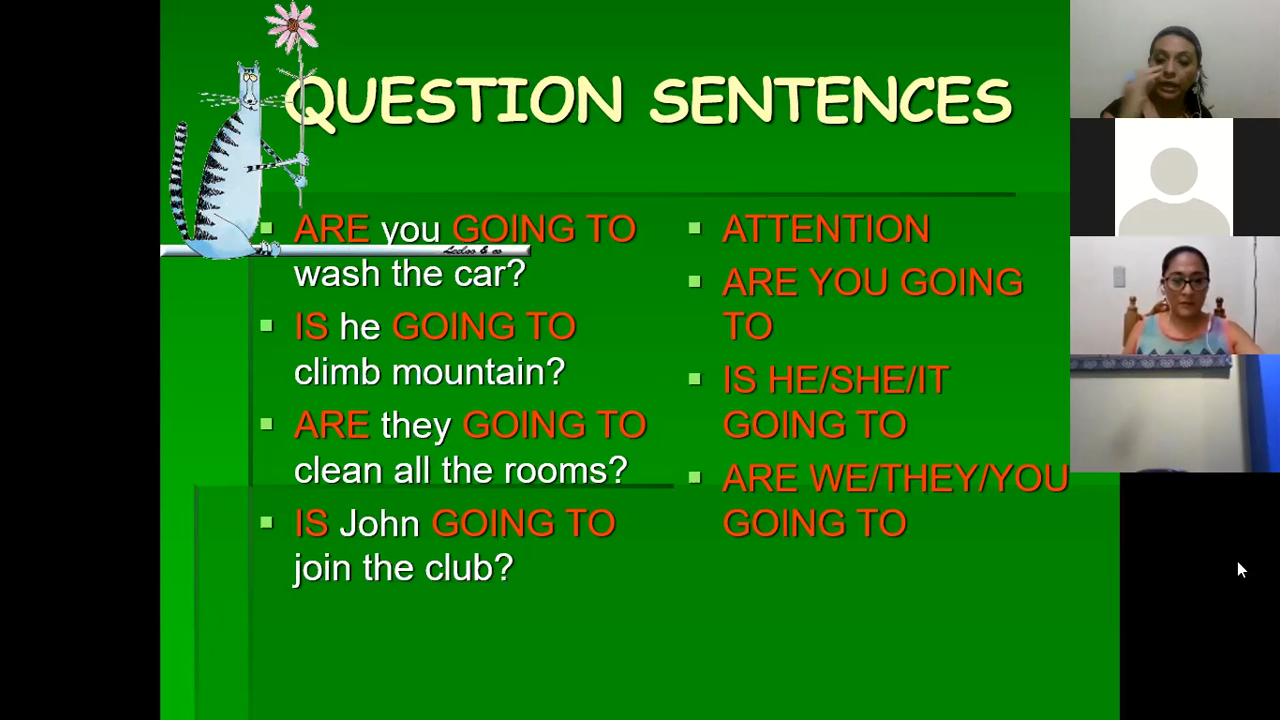 QUESTION SENTENCES
ARE you GOING TO
wash the car?
IS he GOING TO
climb mountain?
ARE they GOING TO
clean all the rooms?
IS John GOING TO
join the club?
ATTENTION
ARE YOU GOING
TO
IS HE/SHE/IT
GOING TO
ARE WE/THEY/YOU
GOING TO
Leeloo & co